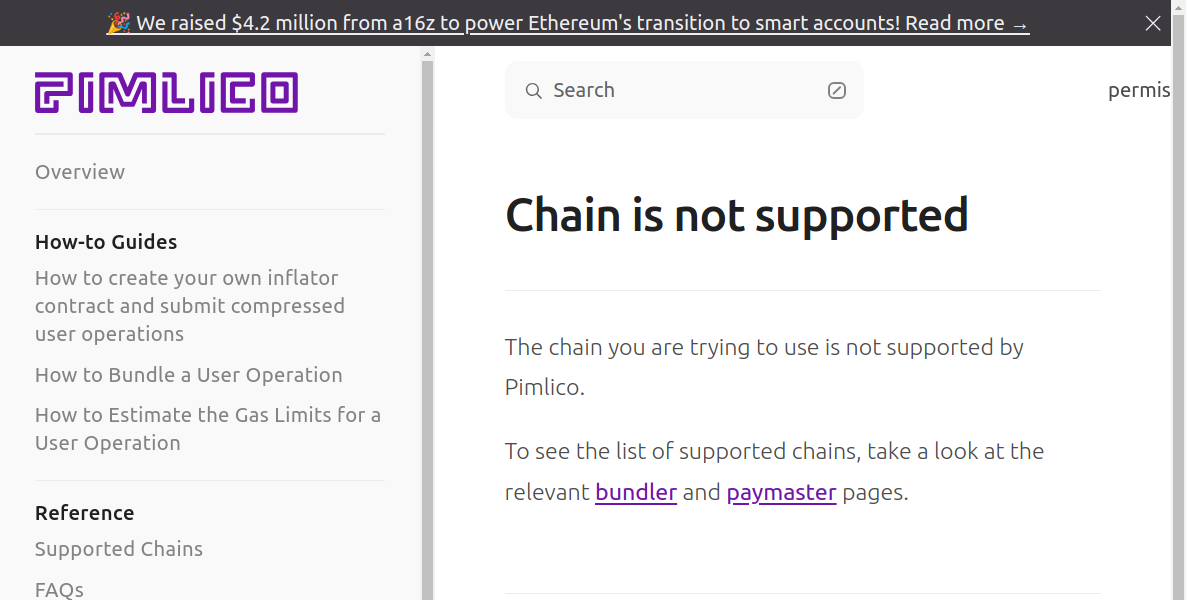 🎉 We raised $4.2 million from a16z to power Ethereum's transition to smart accounts! Read more →
PIMLICO
Search
permis
Overview
How-to Guides
How to create your own inflator
contract and submit compressed
user operations
How to Bundle a User Operation
How to Estimate the Gas Limits for a
User Operation
Reference
Supported Chains
FAQs
Chain is not supported
The chain you are trying to use is not supported by
Pimlico.
To see the list of supported chains, take a look at the
relevant bundler and paymaster pages.